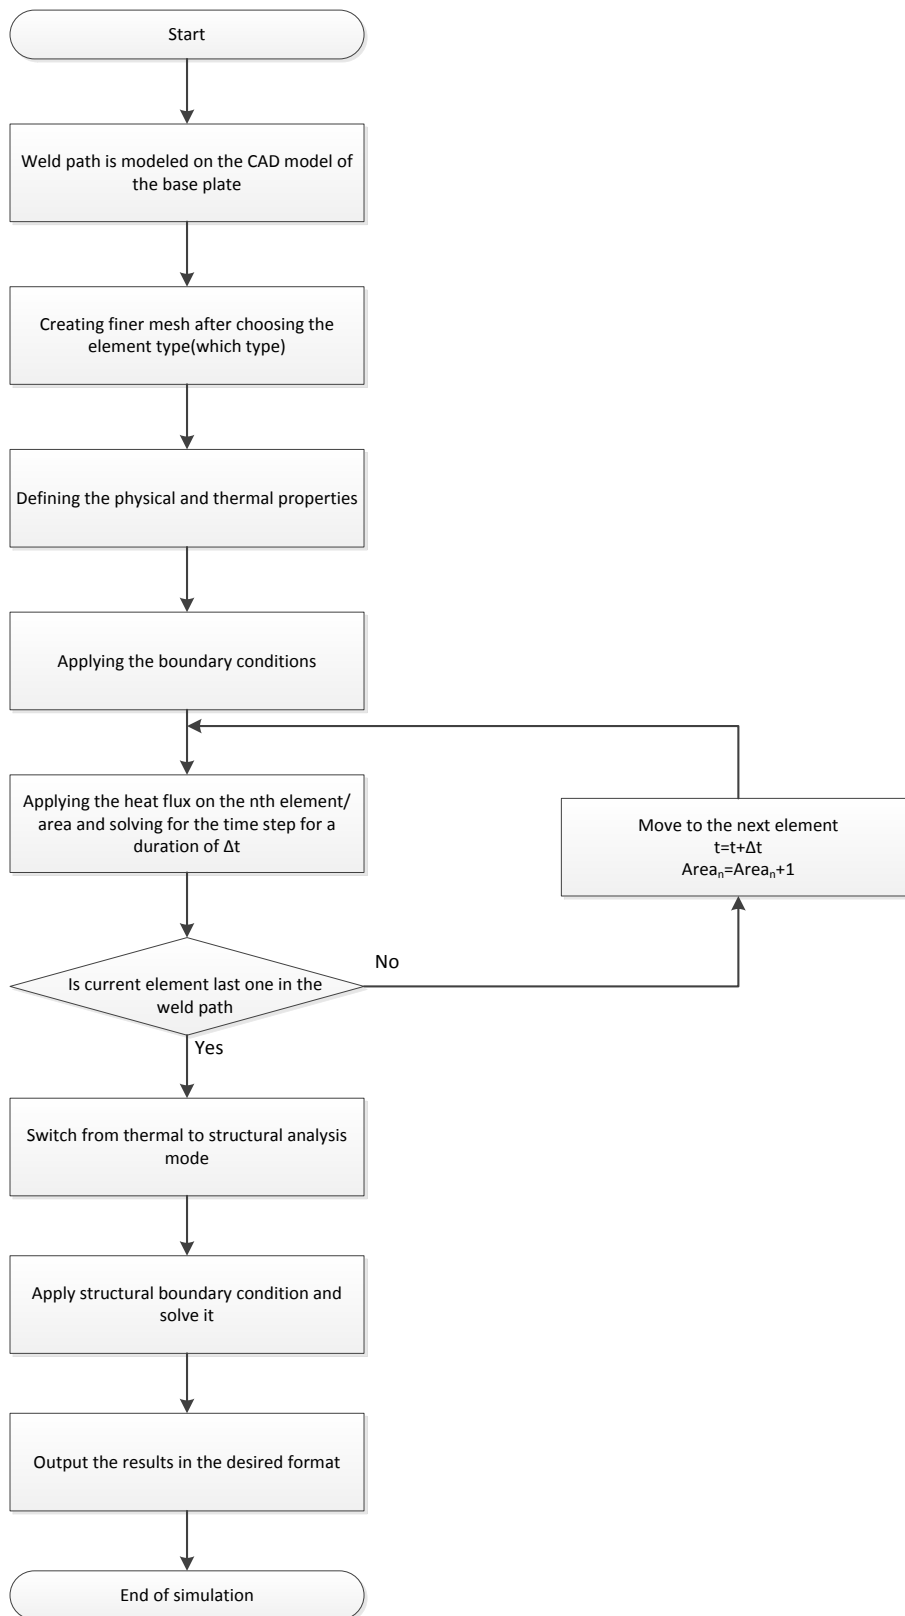 Start
Weld path is modeled on the CAD model of
the base plate
Creating finer mesh after choosing the
element type(which type)
Defining the physical and thermal properties
Applying the boundary conditions
Applying the heat flux on the nth element/
area and solving for the time step for a
duration of Δt
Move to the next element
t=t+Δt
Areaₙ=Areaₙ+1
No
Is current element last one in the
weld path
Yes
Switch from thermal to structural analysis
mode
Apply structural boundary condition and
solve it
Output the results in the desired format
End of simulation